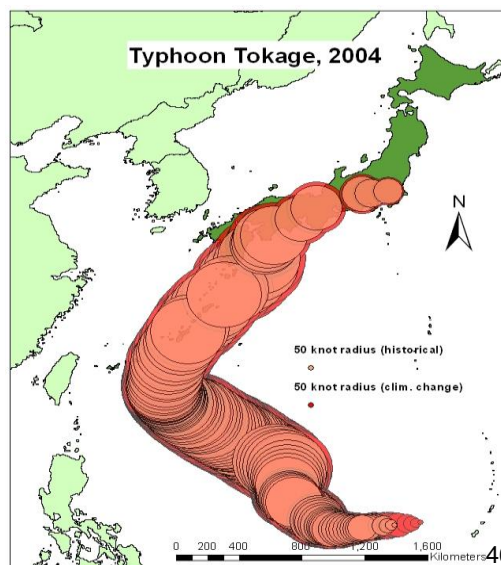 Typhoon Tokage, 2004
N
50 knot radius (historical)
50 knot radius (clim. change)
0 200 400 800 1,200 1,600
Kilometers 40